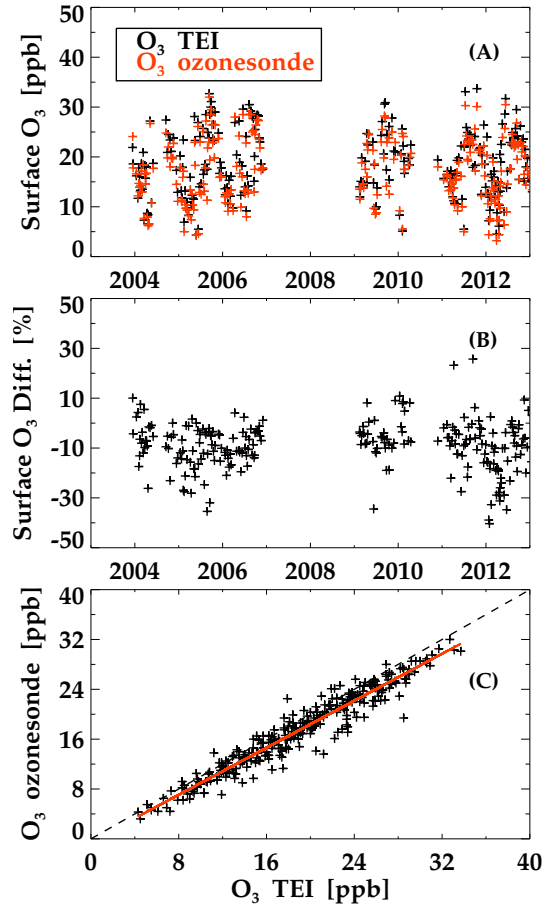 50
40
30
20
10
0
Surface O₃ [ppb]
O₃ TEI
O₃ ozonesonde
(A)
2004 2006 2008 2010 2012
50
30
10
-10
-30
-50
Surface O₃ Diff. [%]
(B)
2004 2006 2008 2010 2012
40
32
24
16
8
0
O₃ ozonesonde [ppb]
(C)
0 8 16 24 32 40
O₃ TEI [ppb]